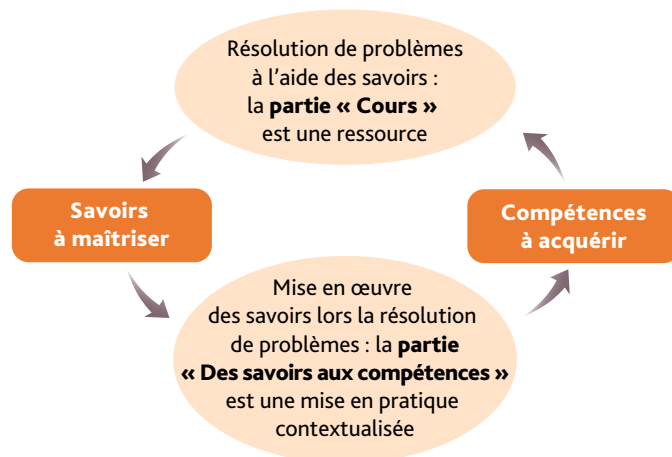 Résolution de problèmes
à l'aide des savoirs :
la partie « Cours »
est une ressource
Savoirs
à maîtriser
Compétences
à acquérir
Mise en œuvre
des savoirs lors la résolution
de problèmes : la partie
« Des savoirs aux compétences »
est une mise en pratique
contextualisée